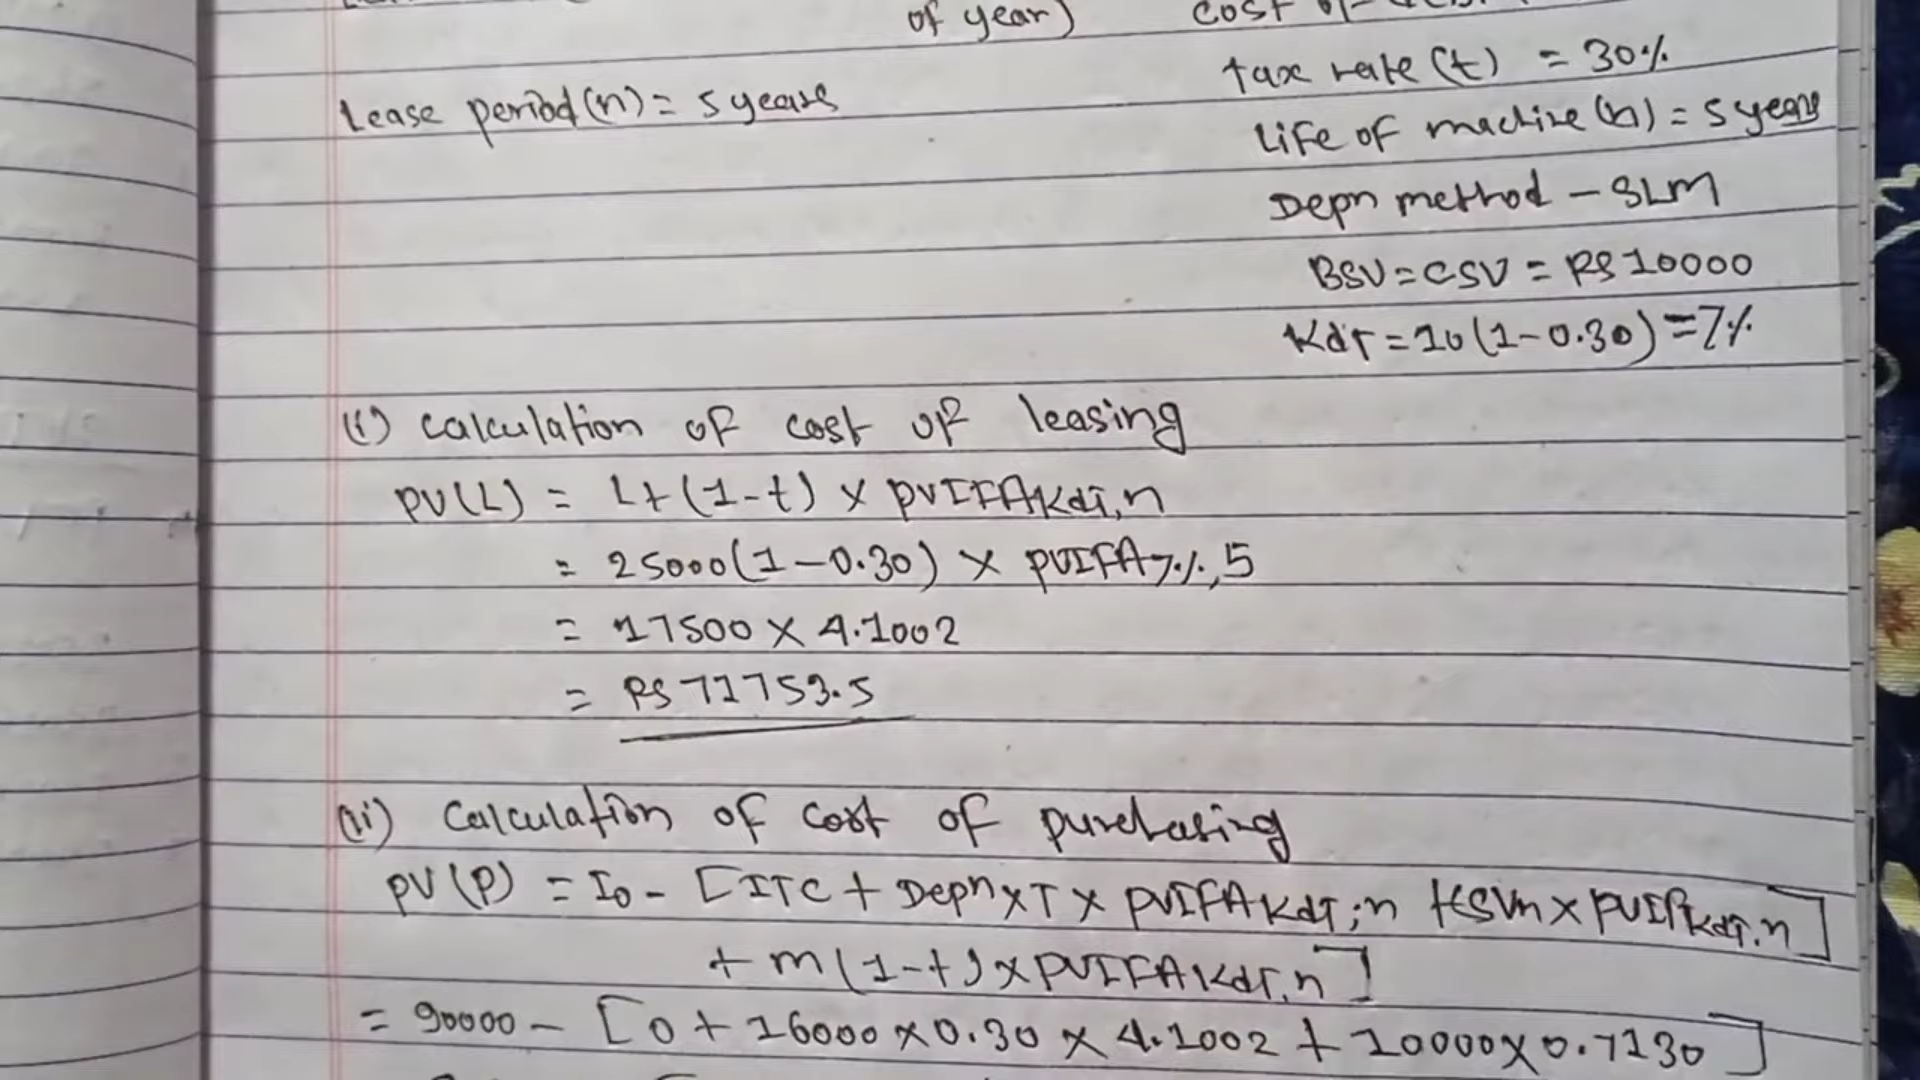 of year) cost of
tax rate (t) = 30%
Lease period (n) = 5 years
Life of machine (n) = 5 years
Depn method - SLM
BSV = CSV = RS 10000
KdT = 10(1-0.30) = 7%
(i) calculation of cost of leasing
PV(L) = Lt(1-t) X PVIFAKdT,n
= 25000(1-0.30) X PVIFA7%,5
= 17500 X 4.1002
= RS 71753.5
(ii) calculation of cost of purchasing
PV(P) = I0 - [ITC + Depn x T x PVIFAKdT,n + CSVn x PVIFKdT,n]
+ m(1-t) x PVIFAKdT,n]
= 90000 - [0 + 16000 x 0.30 x 4.1002 + 10000 x 0.7130]